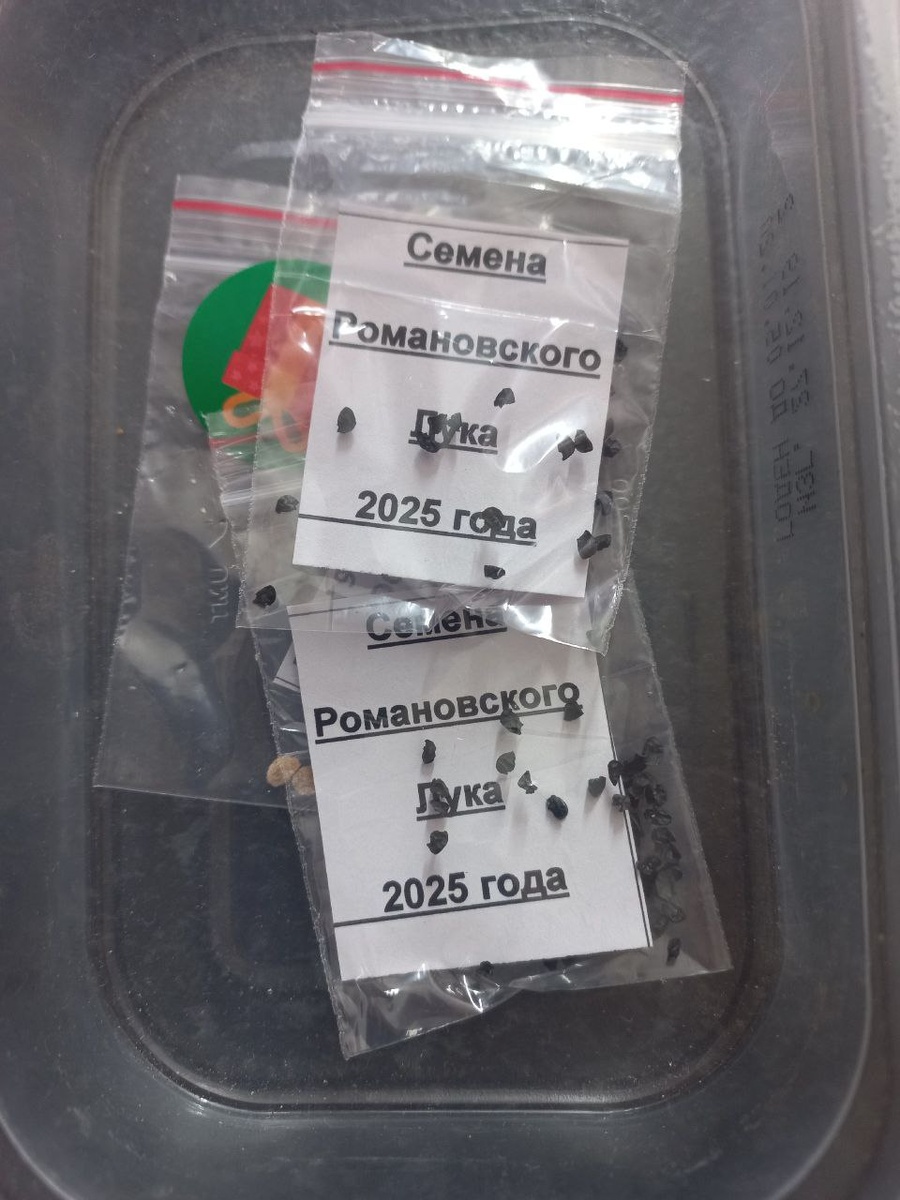 Семена
Романовского
Лука
2025 года
Семена
Романовского
Лука
2025 года